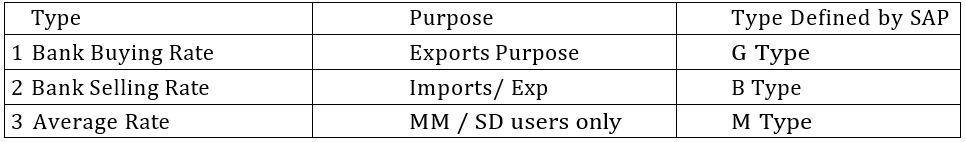 Type Purpose Type Defined by SAP
1 Bank Buying Rate Exports Purpose G Type
2 Bank Selling Rate Imports/ Exp B Type
3 Average Rate MM / SD users only M Type